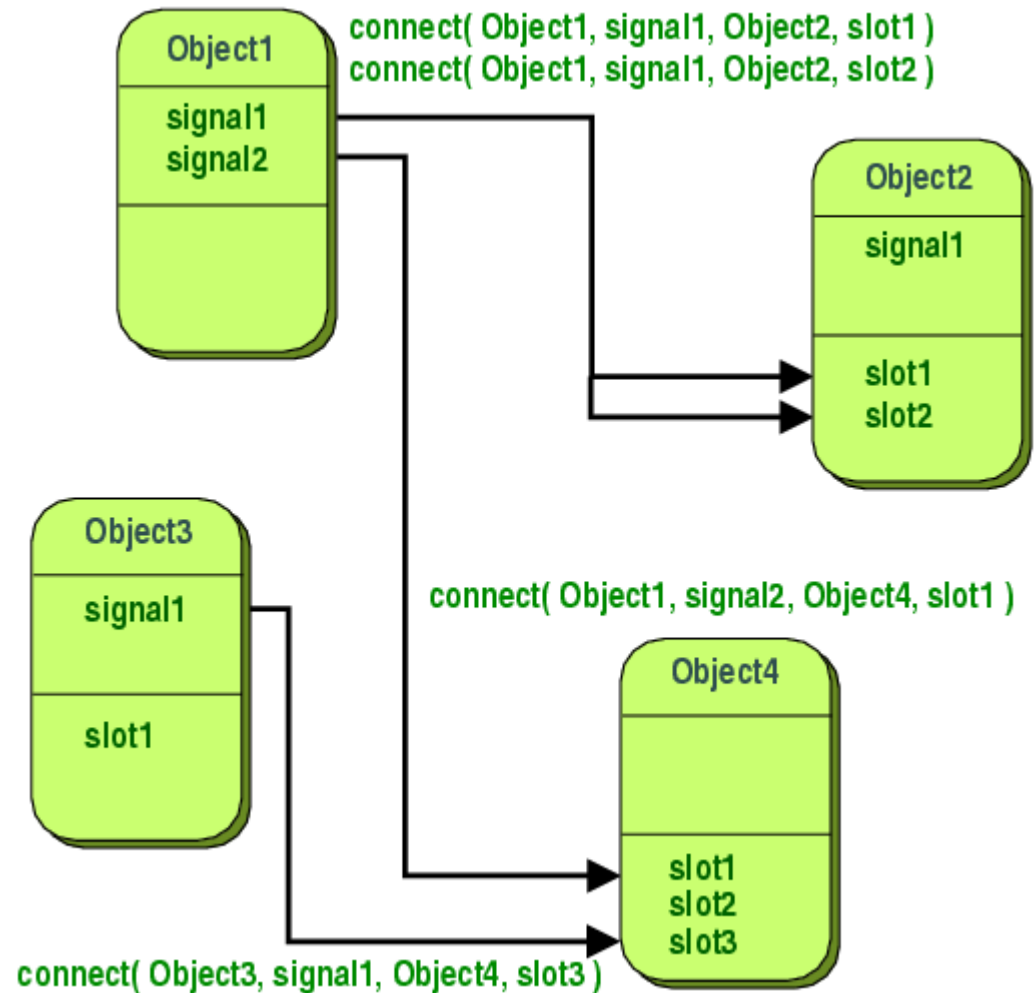 Object1
signal1
signal2
connect( Object1, signal1, Object2, slot1 )
connect( Object1, signal1, Object2, slot2 )
Object2
signal1
slot1
slot2
Object3
signal1
slot1
connect( Object1, signal2, Object4, slot1 )
Object4
slot1
slot2
slot3
connect( Object3, signal1, Object4, slot3 )